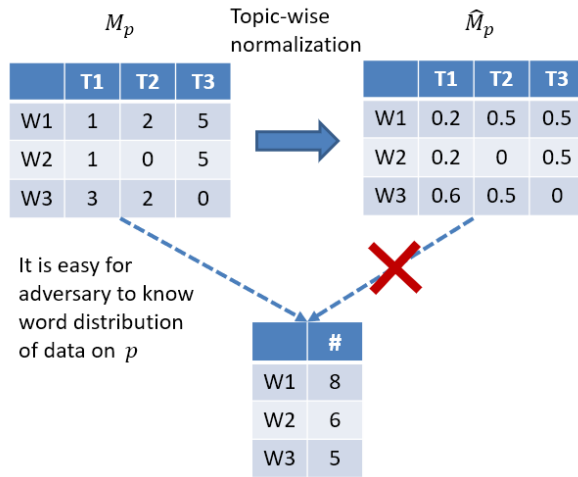 M_p
Topic-wise
normalization
M̂_p
T1 T2 T3
W1 1 2 5
W2 1 0 5
W3 3 2 0
T1 T2 T3
W1 0.2 0.5 0.5
W2 0.2 0 0.5
W3 0.6 0.5 0
It is easy for
adversary to know
word distribution
of data on p
#
W1 8
W2 6
W3 5